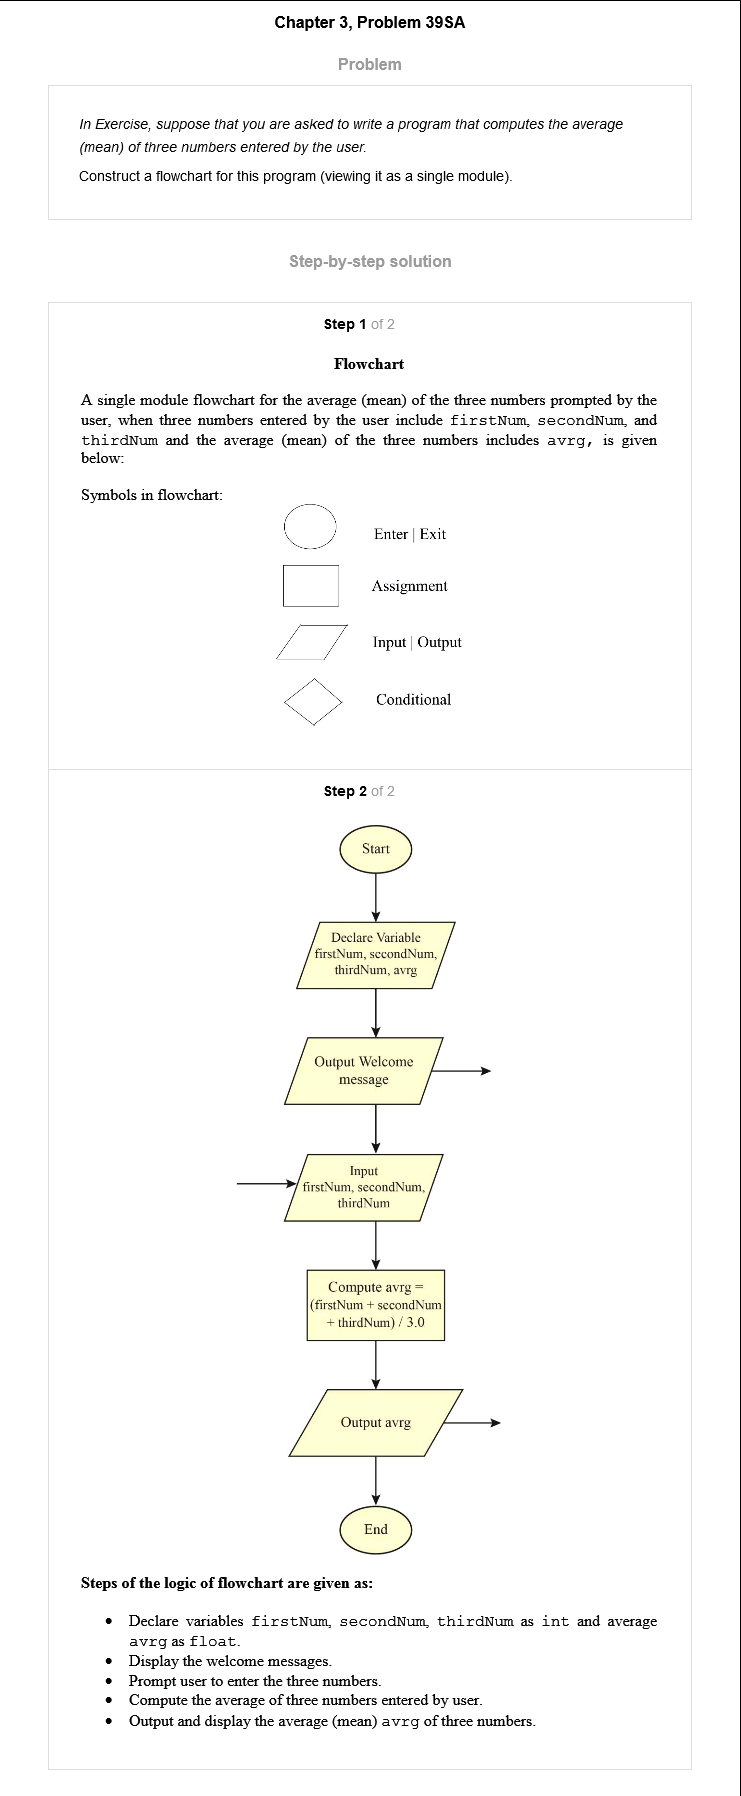 Chapter 3, Problem 39SA
Problem
In Exercise, suppose that you are asked to write a program that computes the average
(mean) of three numbers entered by the user.
Construct a flowchart for this program (viewing it as a single module).
Step-by-step solution
Step 1 of 2
Flowchart
A single module flowchart for the average (mean) of the three numbers prompted by the
user, when three numbers entered by the user include firstNum, secondNum, and
thirdNum and the average (mean) of the three numbers includes avrg, is given
below:
Symbols in flowchart:
Enter | Exit
Assignment
Input | Output
Conditional
Step 2 of 2
Start
Declare Variable
firstNum, secondNum,
thirdNum, avrg
Output Welcome
message
Input
firstNum, secondNum,
thirdNum
Compute avrg =
(firstNum + secondNum
+ thirdNum) / 3.0
Output avrg
End
Steps of the logic of flowchart are given as:
• Declare variables firstNum, secondNum, thirdNum as int and average
avrg as float.
• Display the welcome messages.
• Prompt user to enter the three numbers.
• Compute the average of three numbers entered by user.
• Output and display the average (mean) avrg of three numbers.